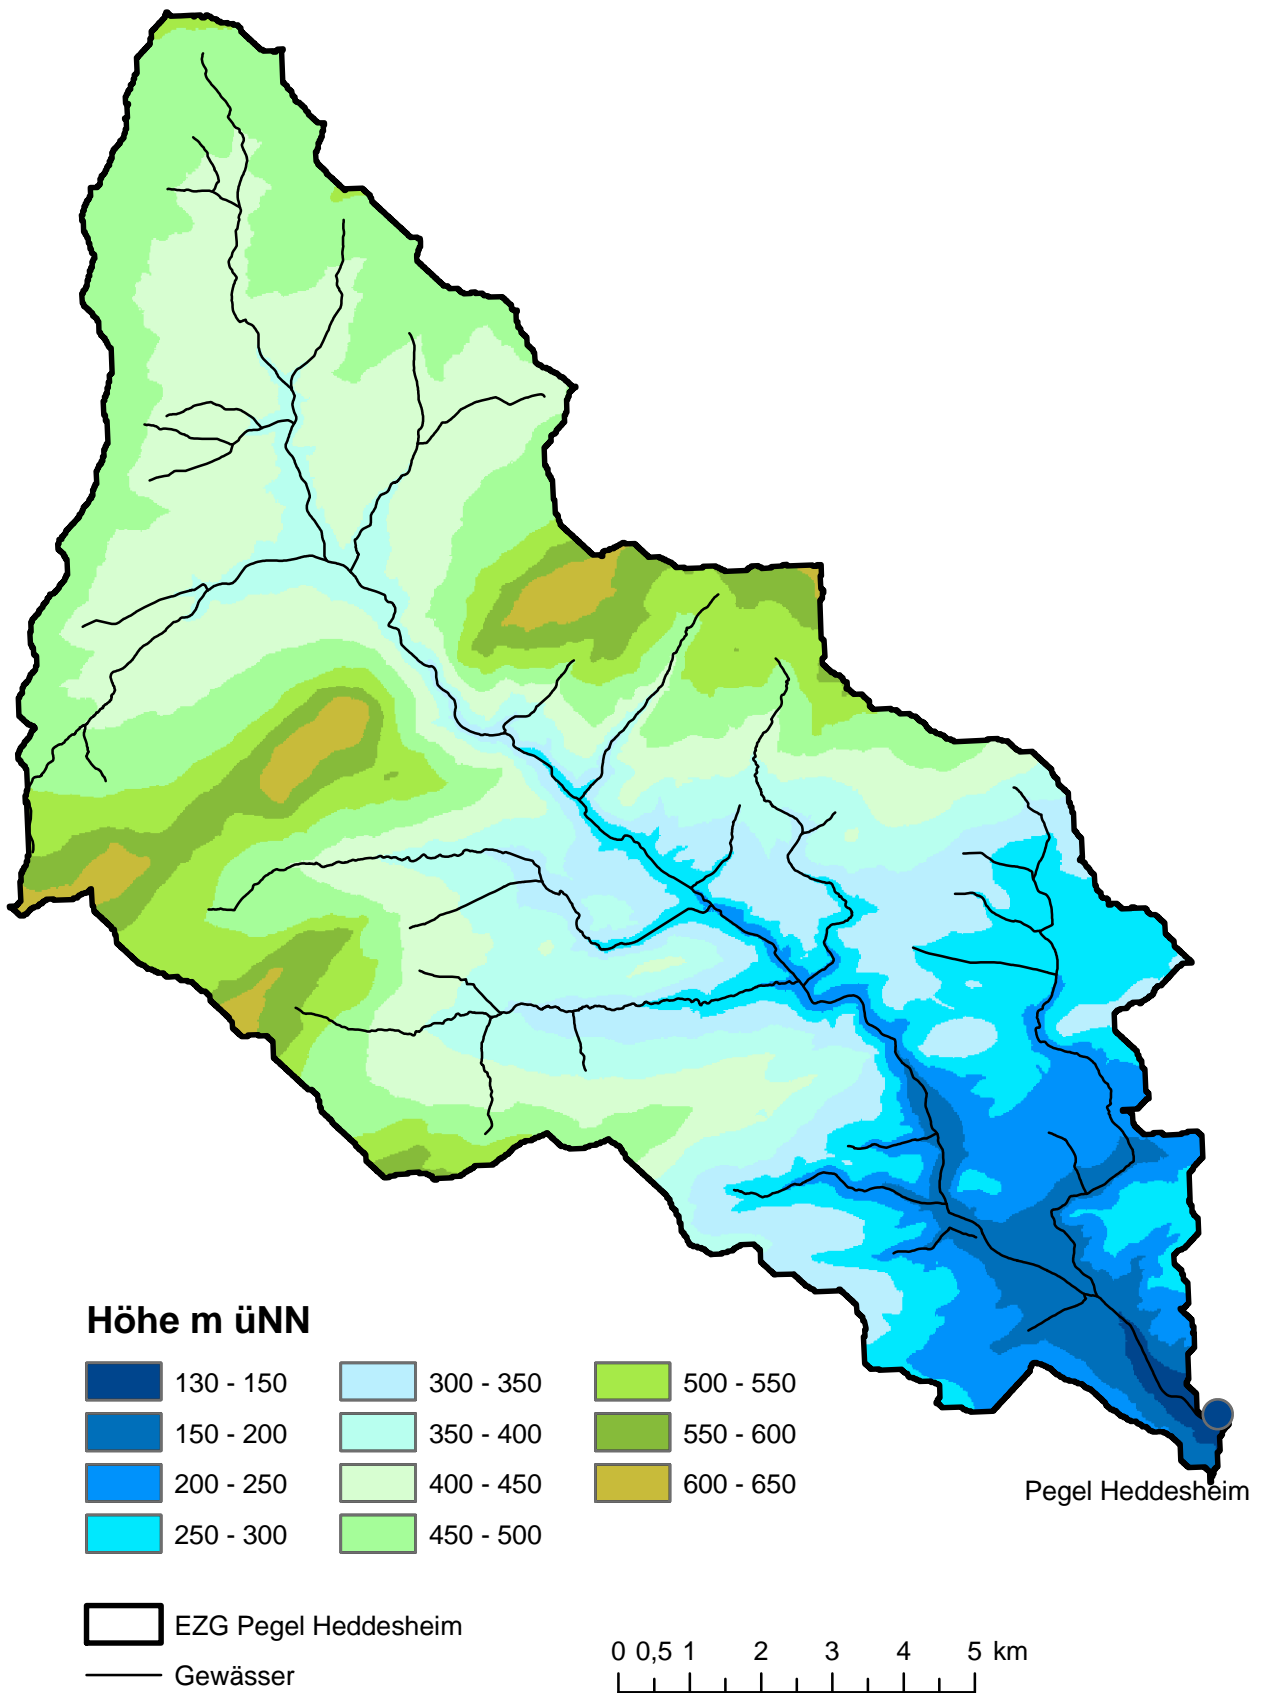 Pegel Heddesheim
Höhe m üNN
130 - 150
150 - 200
200 - 250
250 - 300
300 - 350
350 - 400
400 - 450
450 - 500
500 - 550
550 - 600
600 - 650
EZG Pegel Heddesheim
Gewässer
0 0,5 1 2 3 4 5 km